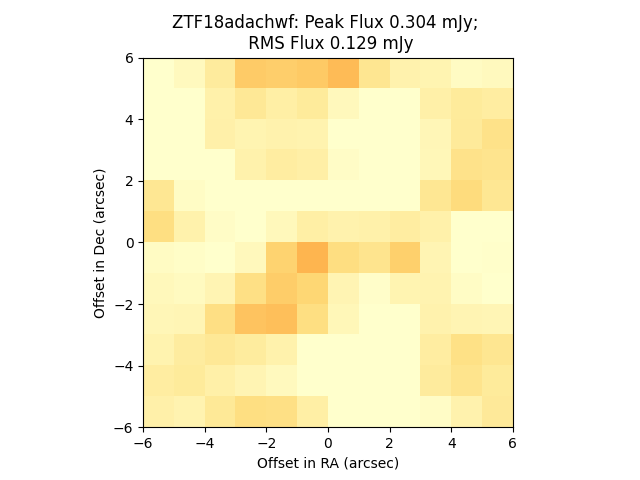 ZTF18adachwf: Peak Flux 0.304 mJy;
RMS Flux 0.129 mJy
6
4
2
0
−2
−4
−6
Offset in Dec (arcsec)
−6 −4 −2 0 2 4 6
Offset in RA (arcsec)